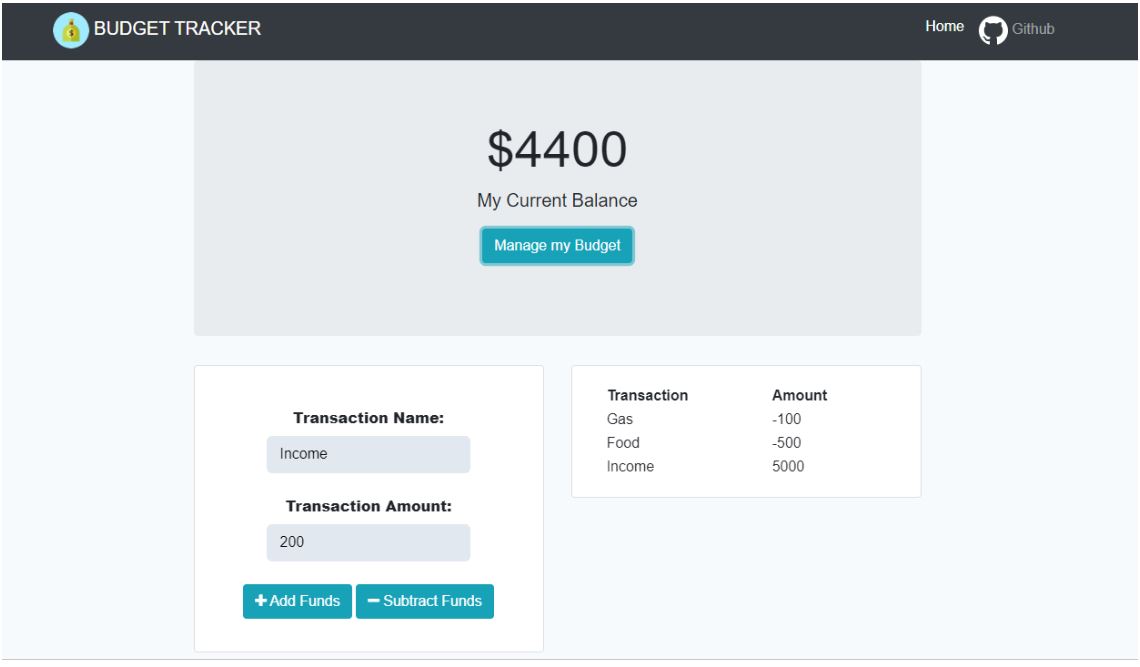 BUDGET TRACKER
Home Github
$4400
My Current Balance
Manage my Budget
Transaction Name:
Income
Transaction Amount:
200
Add Funds Subtract Funds
Transaction Amount
Gas -100
Food -500
Income 5000